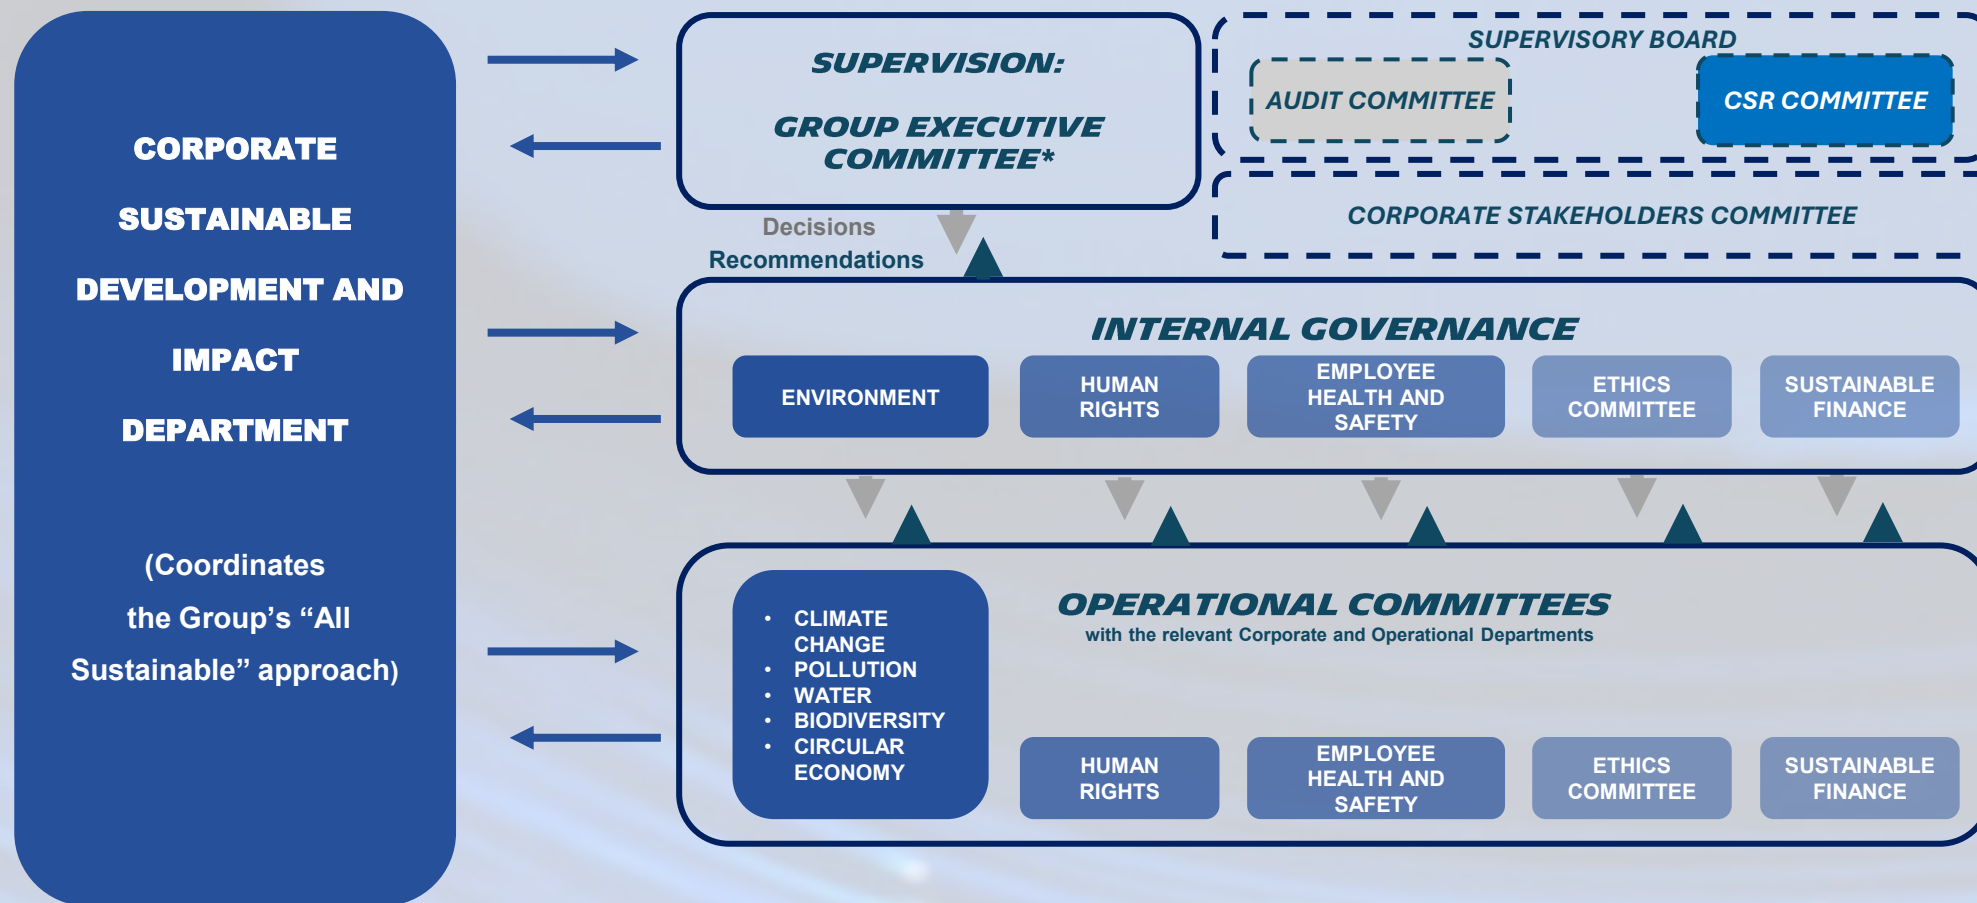 CORPORATE
SUSTAINABLE
DEVELOPMENT AND
IMPACT
DEPARTMENT
(Coordinates
the Group’s “All
Sustainable” approach)
SUPERVISION:
GROUP EXECUTIVE
COMMITTEE*
SUPERVISORY BOARD
AUDIT COMMITTEE
CSR COMMITTEE
CORPORATE STAKEHOLDERS COMMITTEE
Decisions
Recommendations
INTERNAL GOVERNANCE
ENVIRONMENT
HUMAN
RIGHTS
EMPLOYEE
HEALTH AND
SAFETY
ETHICS
COMMITTEE
SUSTAINABLE
FINANCE
OPERATIONAL COMMITTEES
with the relevant Corporate and Operational Departments
• CLIMATE
CHANGE
• POLLUTION
• WATER
• BIODIVERSITY
• CIRCULAR
ECONOMY
HUMAN
RIGHTS
EMPLOYEE
HEALTH AND
SAFETY
ETHICS
COMMITTEE
SUSTAINABLE
FINANCE